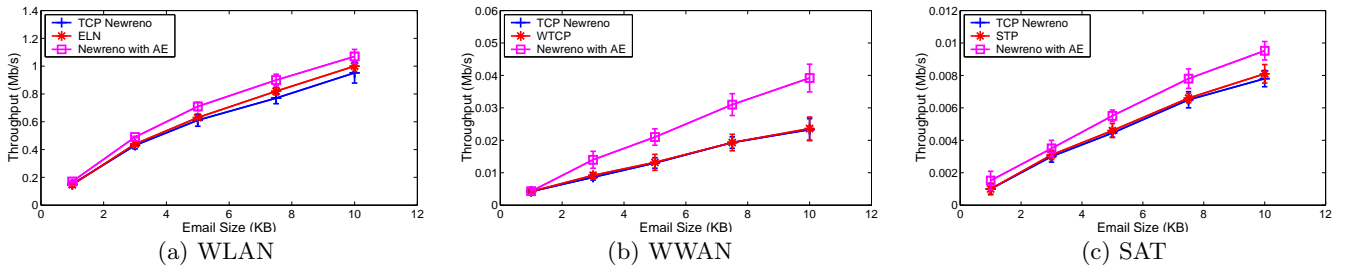 1.4
1.2
1
0.8
0.6
0.4
0.2
0
Throughput (Mb/s)
TCP Newreno
ELN
Newreno with AE
0 2 4 6 8 10 12
Email Size (KB)
(a) WLAN
0.06
0.05
0.04
0.03
0.02
0.01
0
Throughput (Mb/s)
TCP Newreno
WTCP
Newreno with AE
0 2 4 6 8 10 12
Email Size (KB)
(b) WWAN
0.012
0.01
0.008
0.006
0.004
0.002
0
Throughput (Mb/s)
TCP Newreno
STP
Newreno with AE
0 2 4 6 8 10 12
Email Size (KB)
(c) SAT